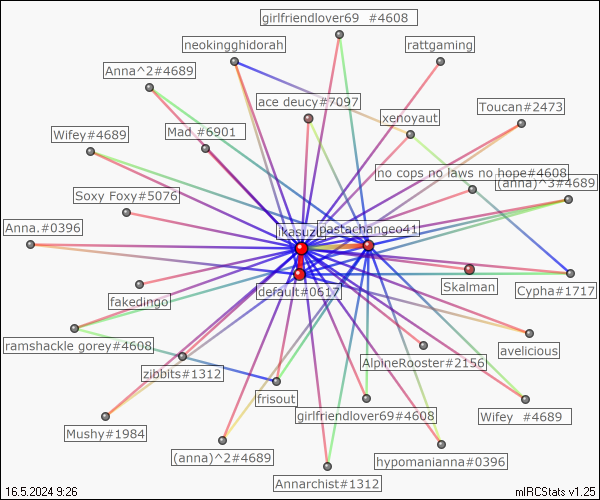 girlfriendlover69  #4608
neokingghidorah
rattgaming
Anna^2#4689
ace deucy#7097
Toucan#2473
xenoyaut
Wifey#4689
Mad #6901
no cops no laws no hope#4608
(anna)^3#4689
Soxy Foxy#5076
Anna.#0396
ikasuzu
pastachangeo41
default#0617
Skalman
Cypha#1717
fakedingo
ramshackle gorey#4608
avelicious
AlpineRooster#2156
zibbits#1312
frisout
girlfriendlover69#4608
Wifey  #4689
Mushy#1984
(anna)^2#4689
hypomanianna#0396
Annarchist#1312
16.5.2024 9:26
mIRCStats v1.25